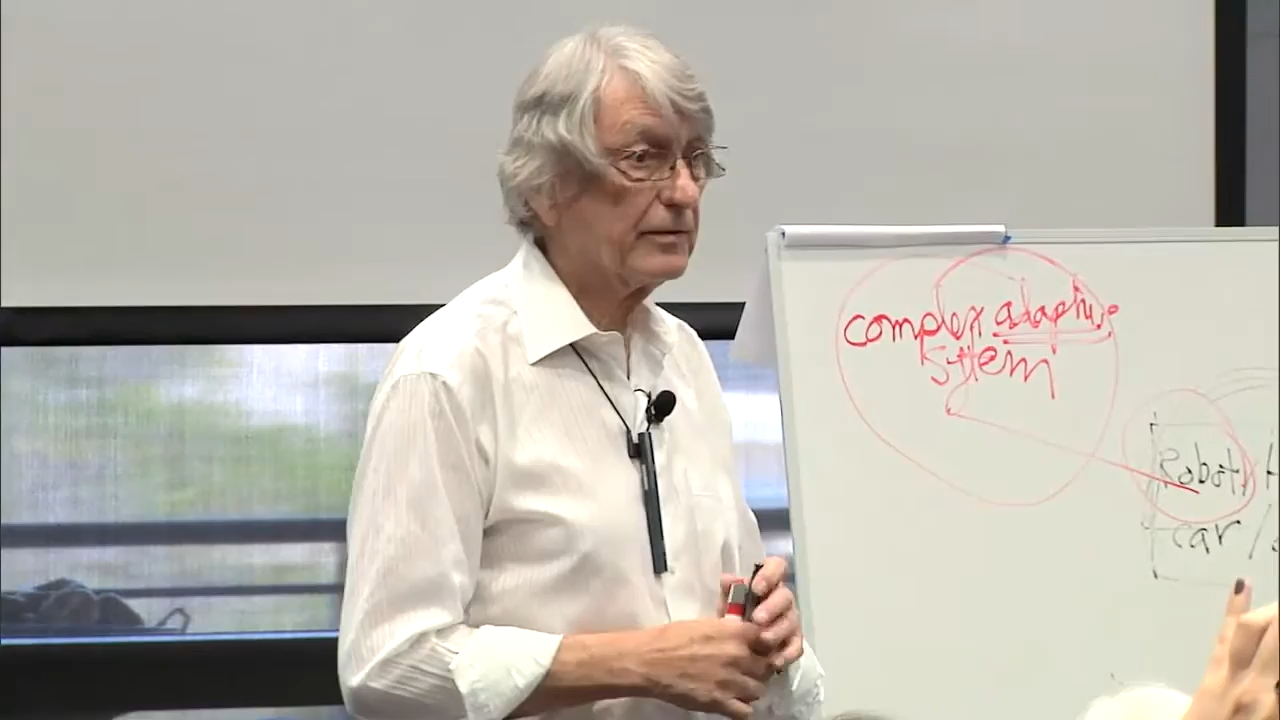 complex adaptive
system
Robot
car /